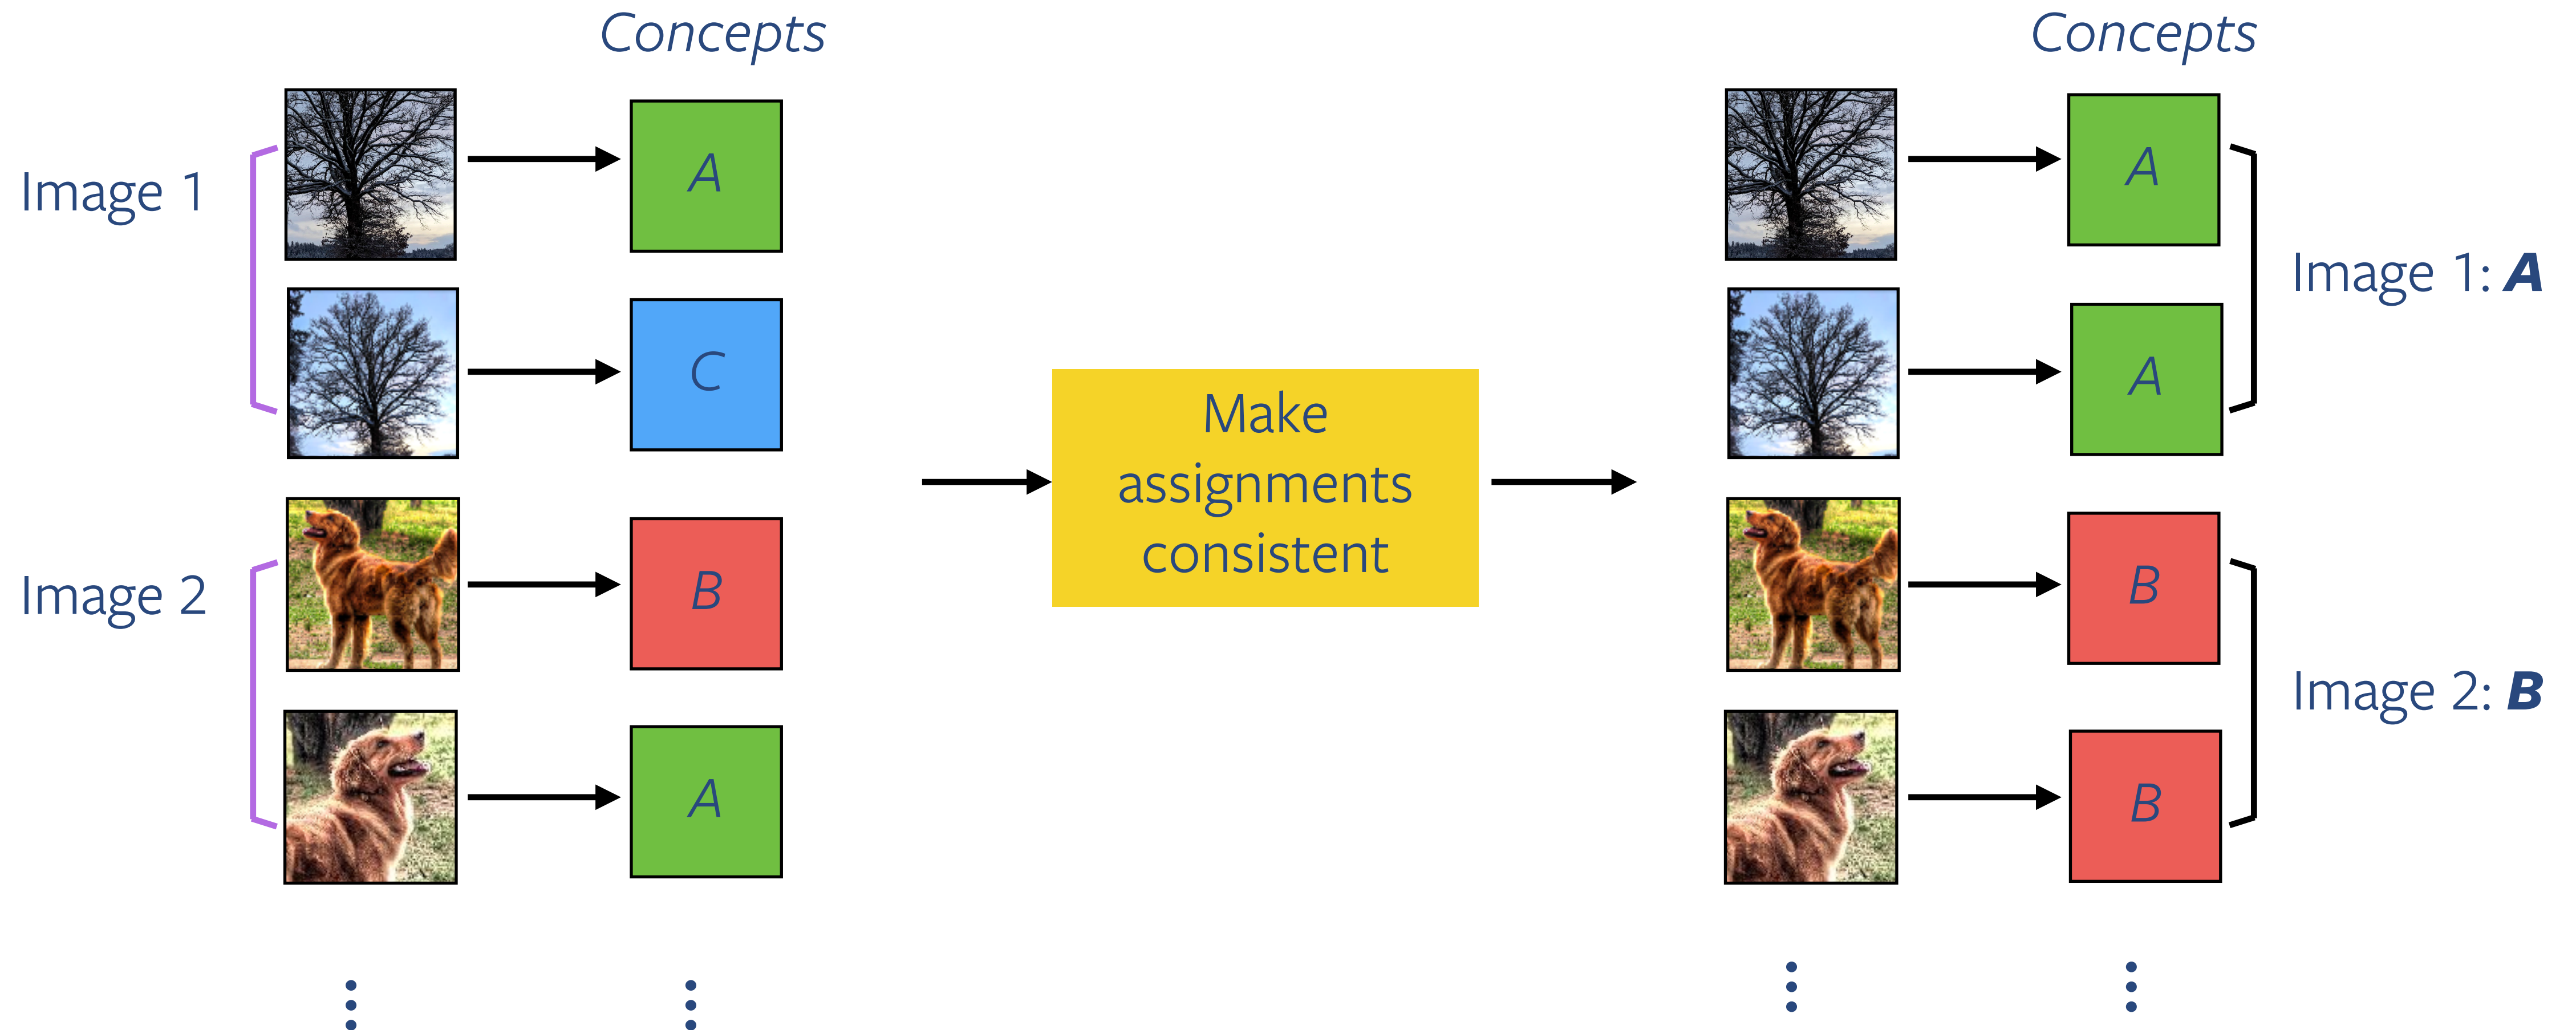 Concepts
Image 1
A
C
Image 2
B
A
Make
assignments
consistent
Concepts
A
A
Image 1: A
B
B
Image 2: B